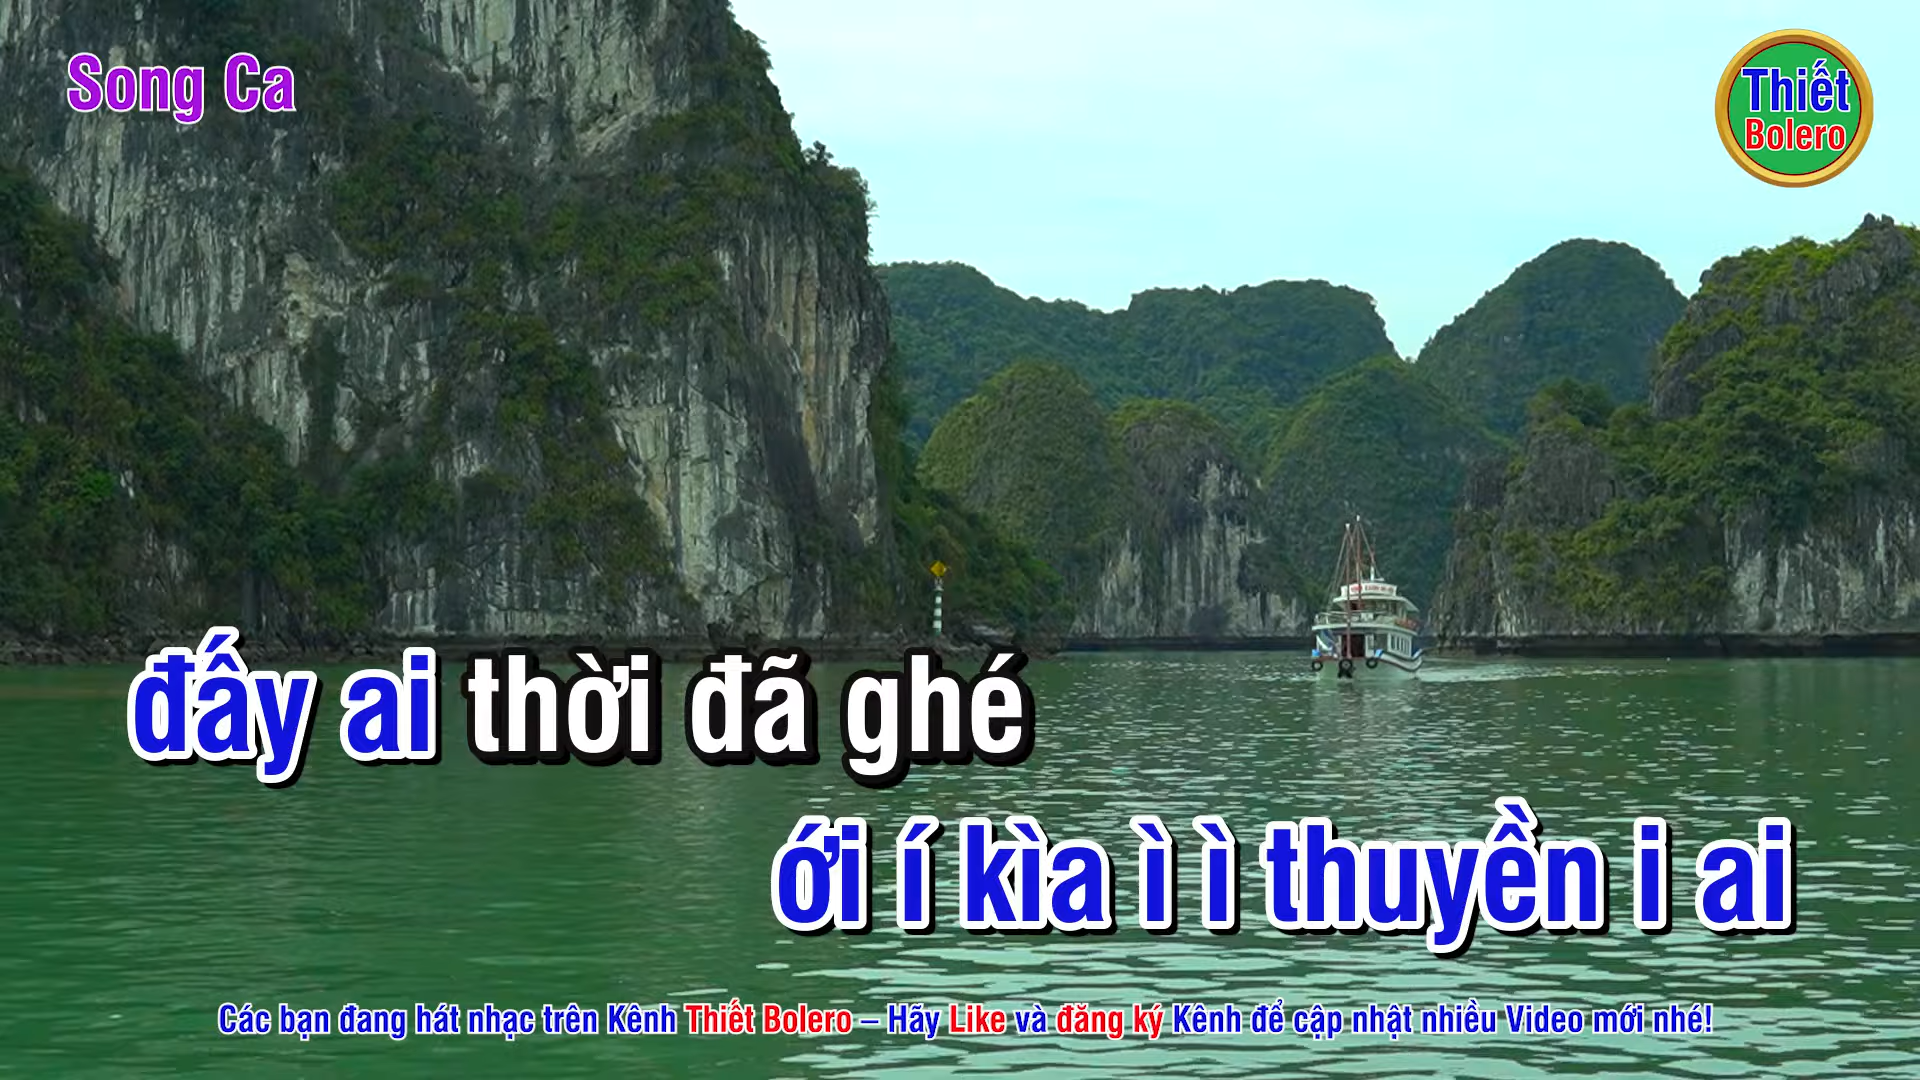 Song Ca
Thiết
Bolero
đấy ai thời đã ghé
ới í kìa ì ì thuyền i ai
Các bạn đang hát nhạc trên Kênh Thiết Bolero – Hãy Like và đăng ký Kênh để cập nhật nhiều Video mới nhé!